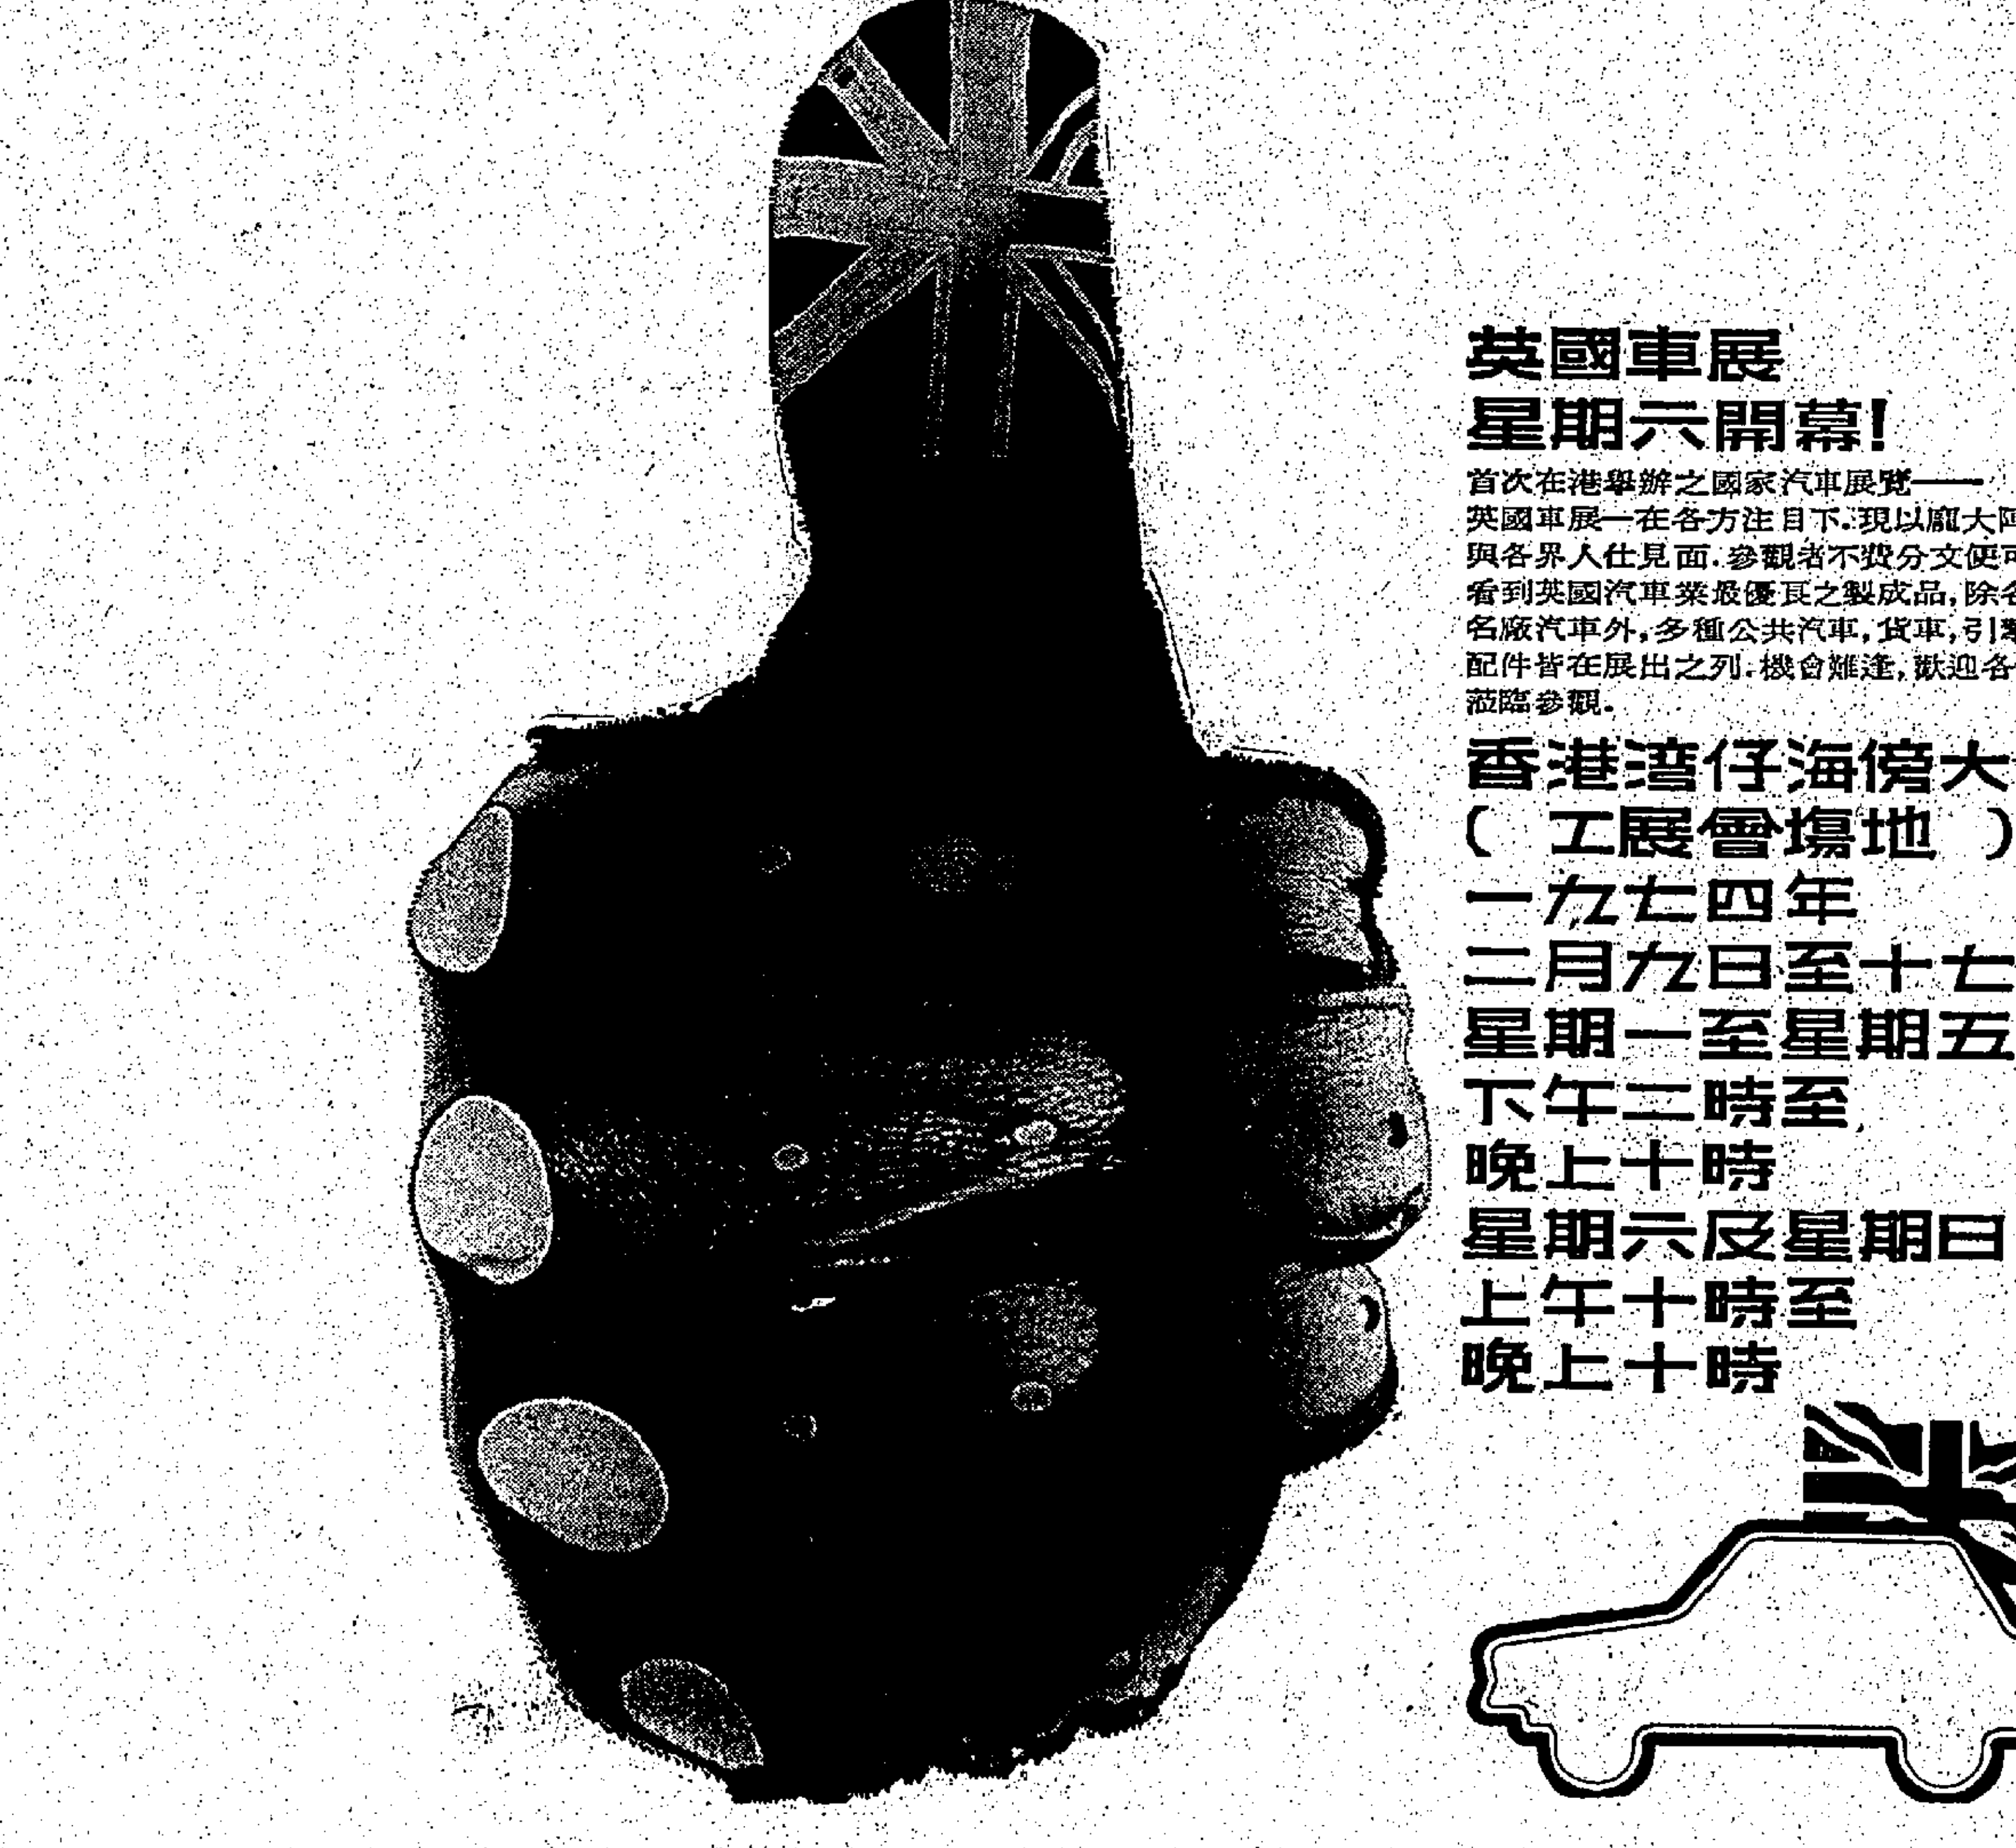 英國車展
星期六開幕!
首次在港舉辦之國家汽車展覽——
英國車展—在各方注目下.現以龐大
與各界人仕見面.參觀者不費分文便可
看到英國汽車業最優良之製成品,除
名廠汽車外,多種公共汽車,貨車,引擎
配件皆在展出之列.機會難逢,歡迎各
蒞臨參觀.
香港湾仔海傍大
( 工展會塲地 )
一九七四年
二月九日至十七
星期一至星期五
下午二時至
晚上十時
星期六及星期日
上午十時至
晚上十時